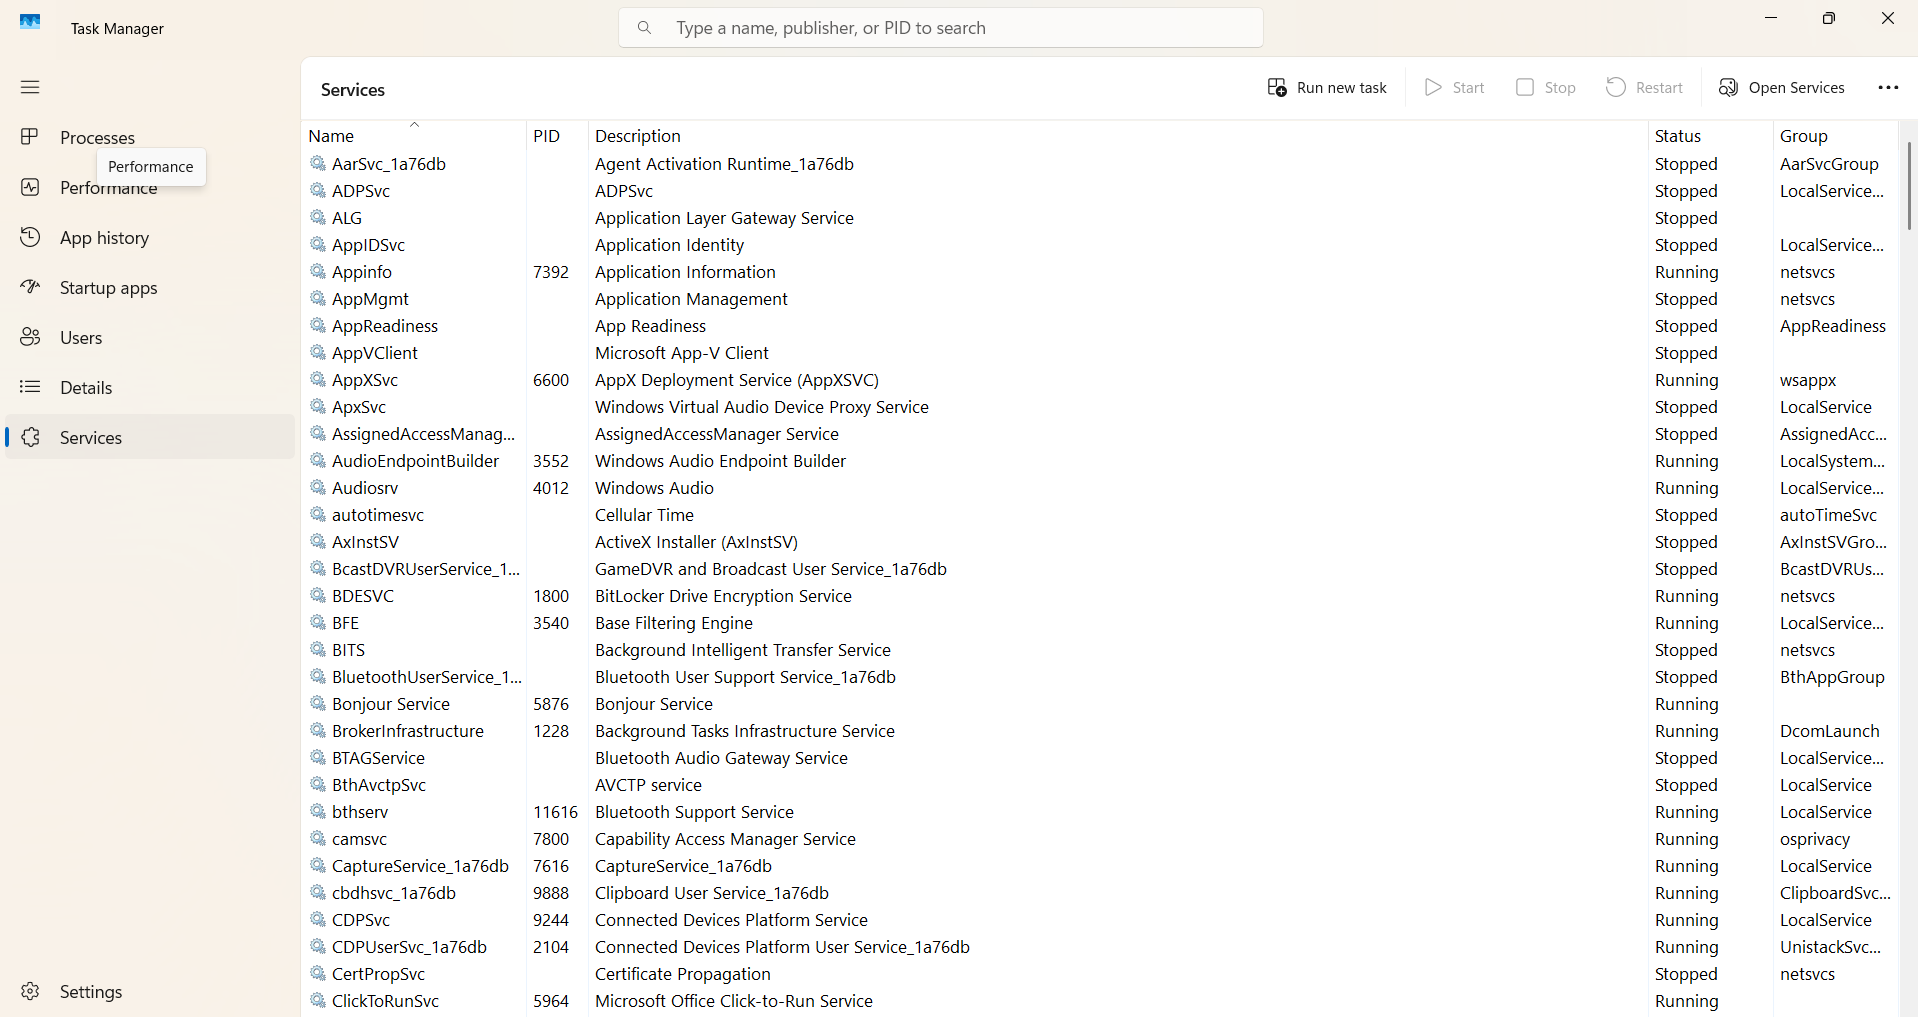 Task Manager
Type a name, publisher, or PID to search
Services
Run new task
Start
Stop
Restart
Open Services
Processes
Performance
Performance
App history
Startup apps
Users
Details
Services
Settings
Name PID Description Status Group
AarSvc_1a76db Agent Activation Runtime_1a76db Stopped AarSvcGroup
ADPSvc ADPSvc Stopped LocalService...
ALG Application Layer Gateway Service Stopped
AppIDSvc Application Identity Stopped LocalService...
Appinfo 7392 Application Information Running netsvcs
AppMgmt Application Management Stopped netsvcs
AppReadiness App Readiness Stopped AppReadiness
AppVClient Microsoft App-V Client Stopped
AppXSvc 6600 AppX Deployment Service (AppXSVC) Running wsappx
ApxSvc Windows Virtual Audio Device Proxy Service Stopped LocalService
AssignedAccessManag... AssignedAccessManager Service Stopped AssignedAcc...
AudioEndpointBuilder 3552 Windows Audio Endpoint Builder Running LocalSystem...
Audiosrv 4012 Windows Audio Running LocalService...
autotimesvc Cellular Time Stopped autoTimeSvc
AxInstSV ActiveX Installer (AxInstSV) Stopped AxInstSVGro...
BcastDVRUserService_1... GameDVR and Broadcast User Service_1a76db Stopped BcastDVRUs...
BDESVC 1800 BitLocker Drive Encryption Service Running netsvcs
BFE 3540 Base Filtering Engine Running LocalService...
BITS Background Intelligent Transfer Service Stopped netsvcs
BluetoothUserService_1... Bluetooth User Support Service_1a76db Stopped BthAppGroup
Bonjour Service 5876 Bonjour Service Running
BrokerInfrastructure 1228 Background Tasks Infrastructure Service Running DcomLaunch
BTAGService Bluetooth Audio Gateway Service Stopped LocalService...
BthAvctpSvc AVCTP service Stopped LocalService
bthserv 11616 Bluetooth Support Service Running LocalService
camsvc 7800 Capability Access Manager Service Running osprivacy
CaptureService_1a76db 7616 CaptureService_1a76db Running LocalService
cbdhsvc_1a76db 9888 Clipboard User Service_1a76db Running ClipboardSvc...
CDPSvc 9244 Connected Devices Platform Service Running LocalService
CDPUserSvc_1a76db 2104 Connected Devices Platform User Service_1a76db Running UnistackSvc...
CertPropSvc Certificate Propagation Stopped netsvcs
ClickToRunSvc 5964 Microsoft Office Click-to-Run Service Running